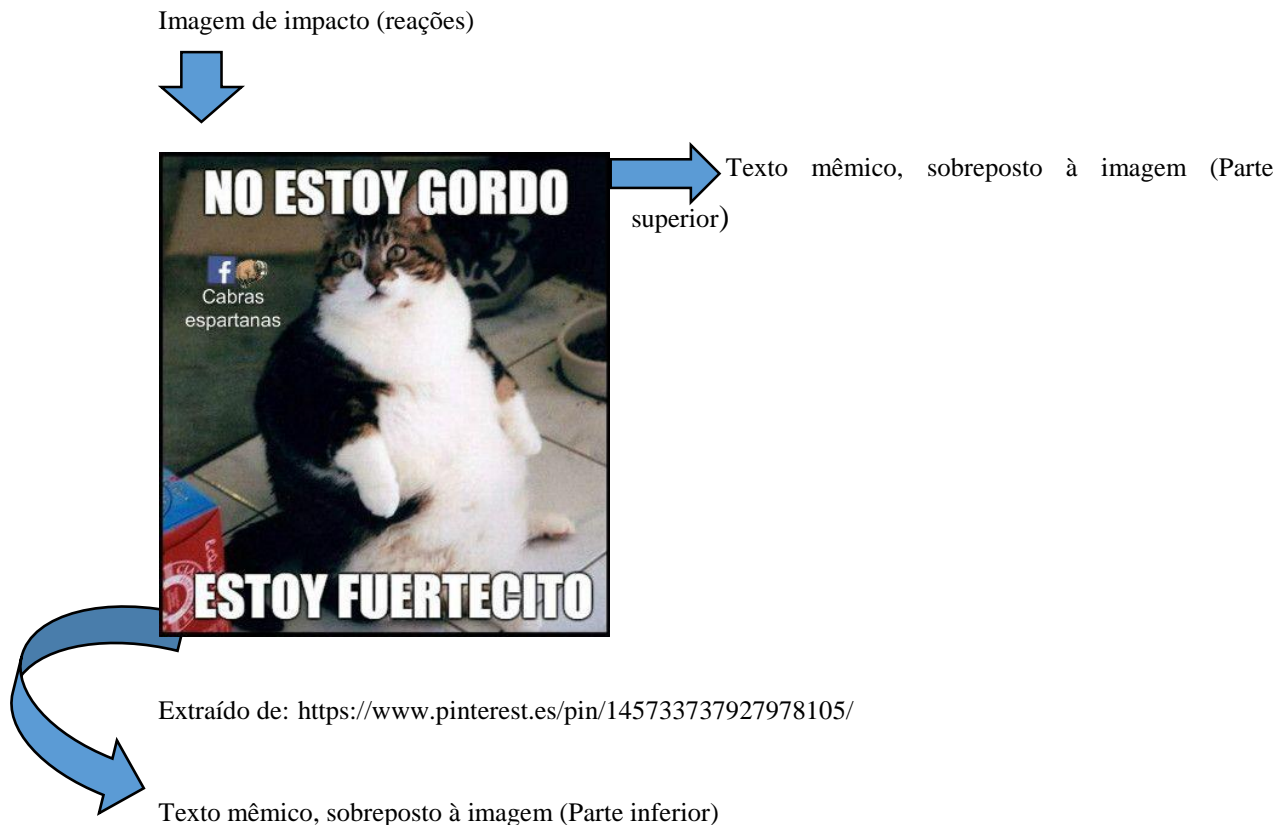 Imagem de impacto (reações)
NO ESTOY GORDO
Texto mêmico, sobreposto à imagem (Parte
superior)
f
Cabras
espartanas
ESTOY FUERTECITO
Extraído de: https://www.pinterest.es/pin/145733737927978105/
Texto mêmico, sobreposto à imagem (Parte inferior)